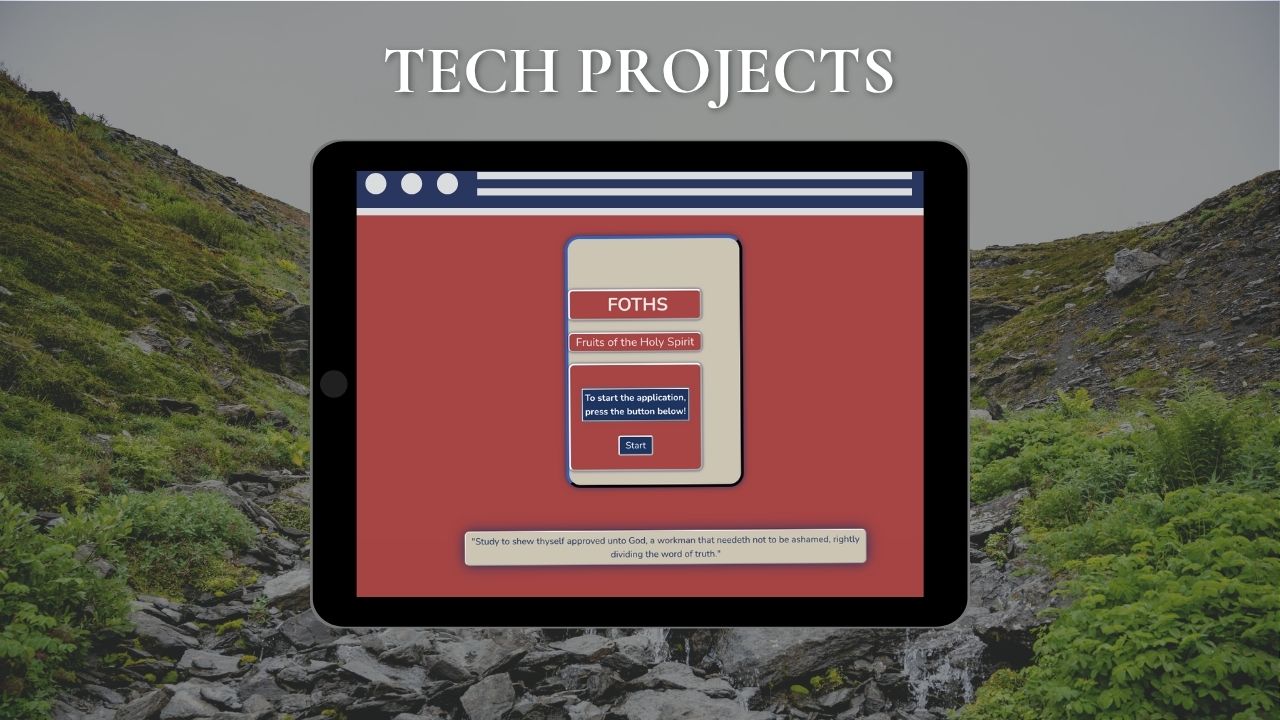 TECH PROJECTS
FOTHS
Fruits of the Holy Spirit
To start the application,
press the button below!
Start
"Study to shew thyself approved unto God, a workman that needeth not to be ashamed, rightly
dividing the word of truth."